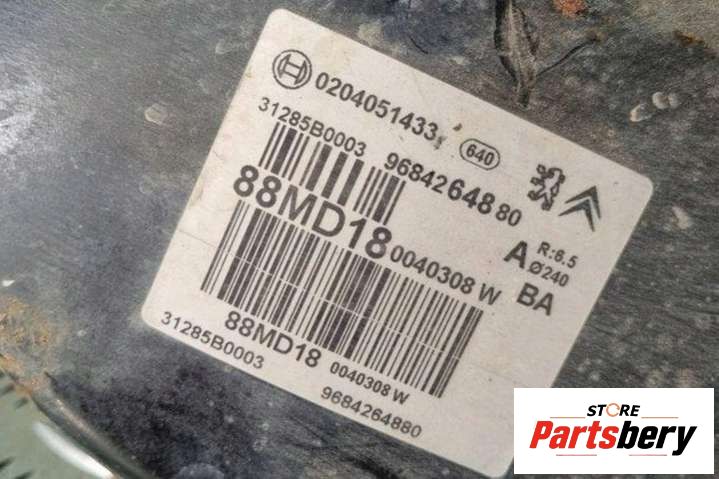 0204051433
640
31285B0003
9684264880
88MD18 0040308 W
A R:6.5
Ø240
BA
88MD18 0040308 W
31285B0003
9684264880
STORE
Partsbery